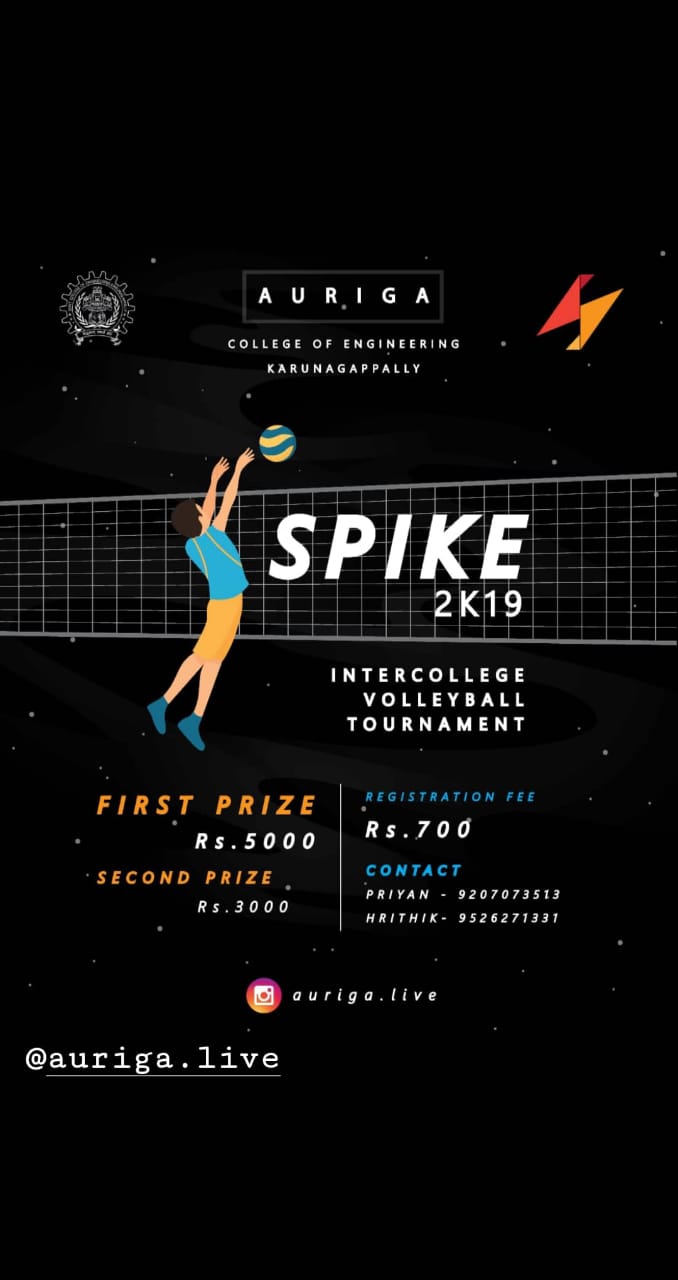 AURIGA
COLLEGE OF ENGINEERING
KARUNAGAPPALLY
SPIKE
2K19
INTERCOLLEGE
VOLLEYBALL
TOURNAMENT
FIRST PRIZE
Rs.5000
SECOND PRIZE
Rs.3000
REGISTRATION FEE
Rs.700
CONTACT
PRIYAN - 9207073513
HRITHIK- 9526271331
auriga.live
@auriga.live